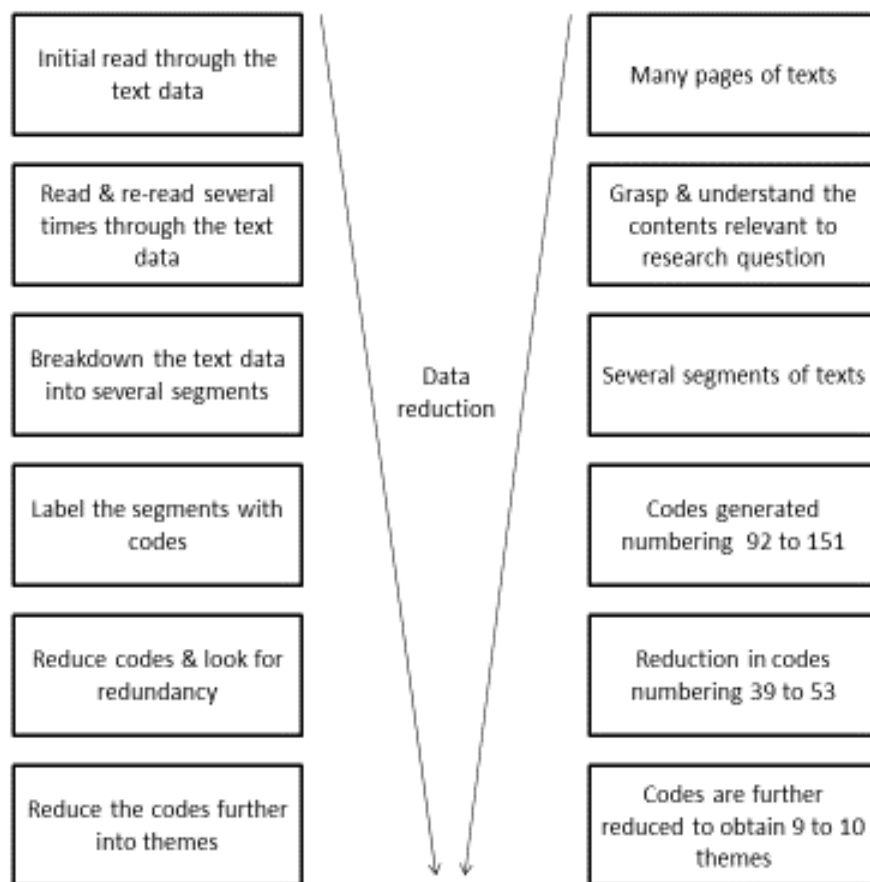 Initial read through the
text data
Many pages of texts
Read & re-read several
times through the text
data
Grasp & understand the
contents relevant to
research question
Breakdown the text data
into several segments
Data
reduction
Several segments of texts
Label the segments with
codes
Codes generated
numbering 92 to 151
Reduce codes & look for
redundancy
Reduction in codes
numbering 39 to 53
Reduce the codes further
into themes
Codes are further
reduced to obtain 9 to 10
themes